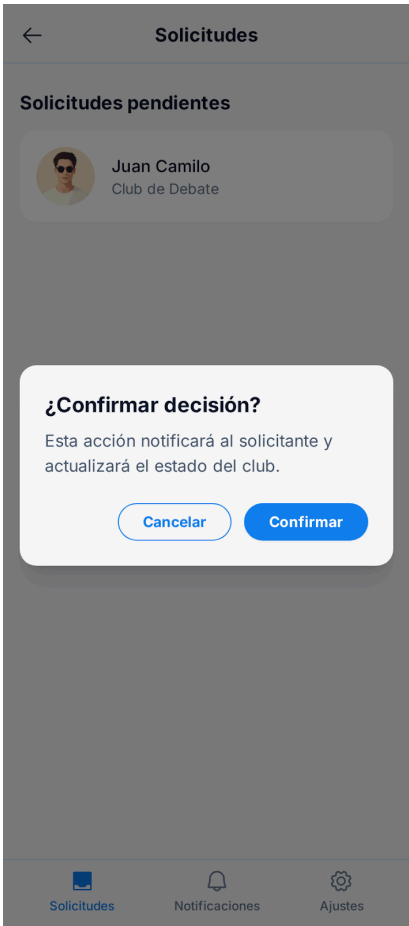 Solicitudes
Solicitudes pendientes
Juan Camilo
Club de Debate
¿Confirmar decisión?
Esta acción notificará al solicitante y
actualizará el estado del club.
Cancelar
Confirmar
Solicitudes
Notificaciones
Ajustes